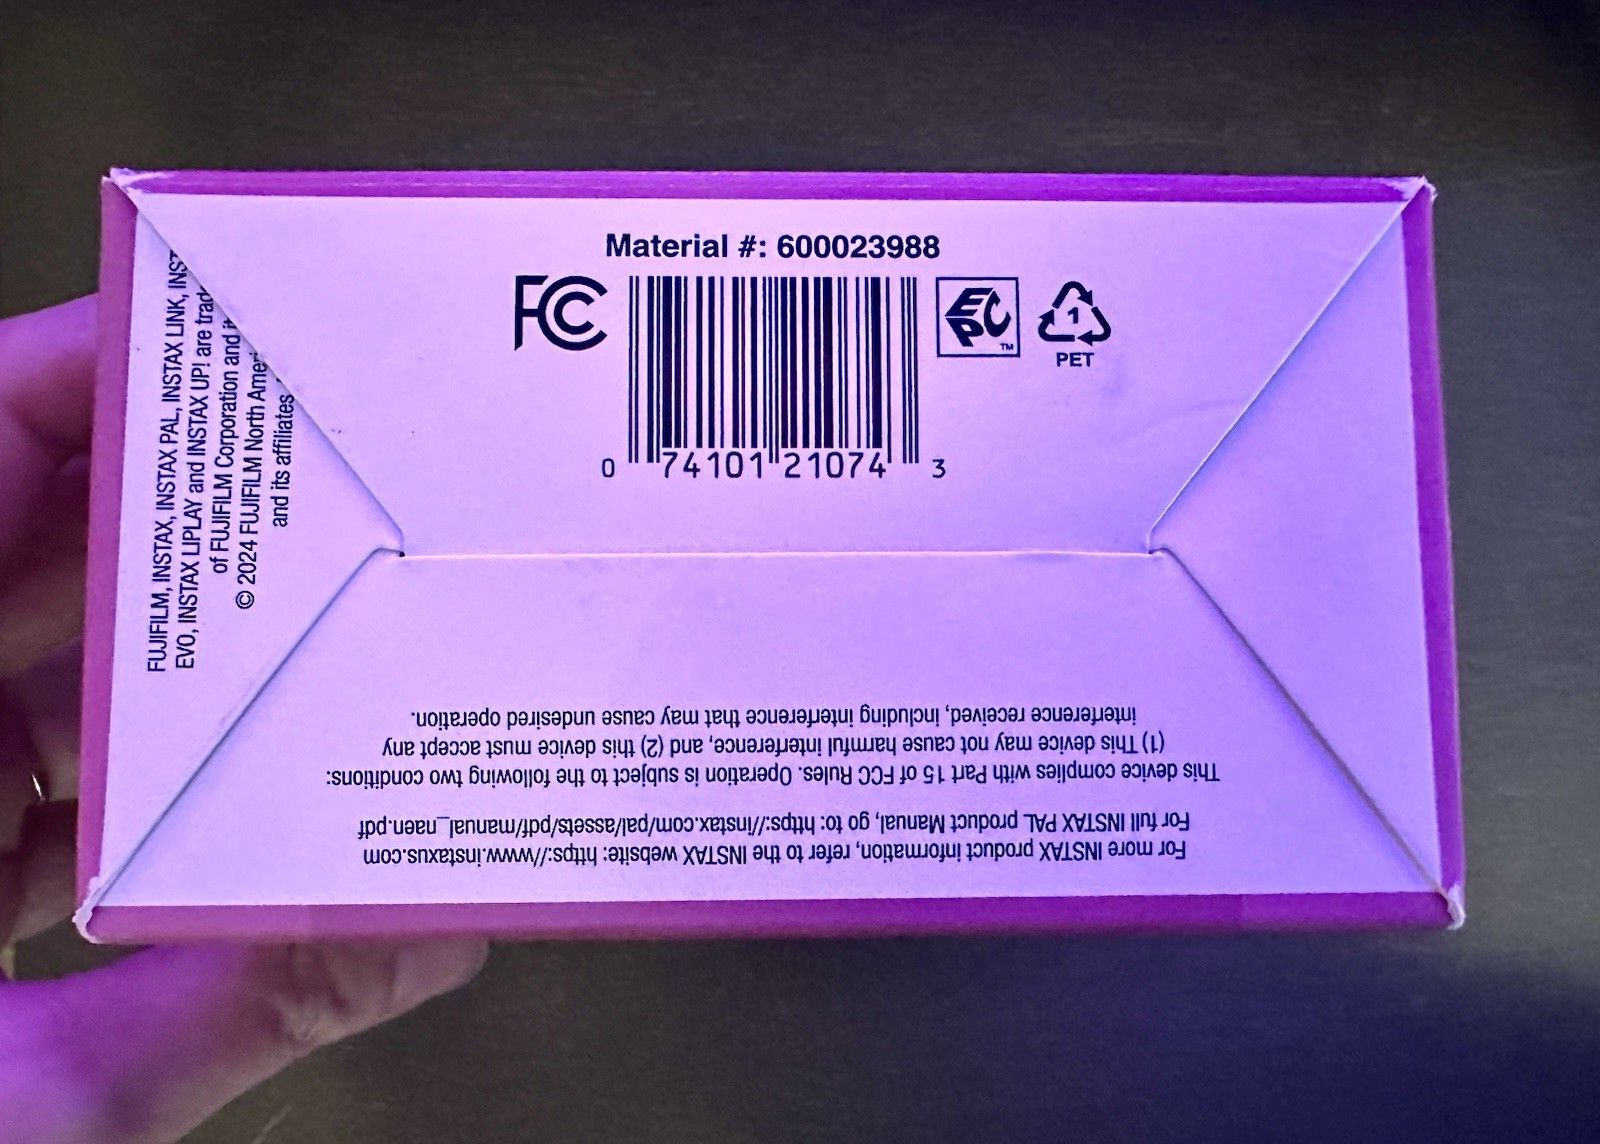 Material #: 600023988
FC
EPC
TM
1
PET
0 74101 21074 3
FUJIFILM, INSTAX, INSTAX PAL, INSTAX LINK,
EVO, INSTAX LIPLAY and INSTAX UP! are
of FUJIFILM Corporation and
© 2024 FUJIFILM North
and its affiliates
For more INSTAX product information, refer to the INSTAX website: https://www.instaxus.com
For full INSTAX PAL product Manual, go to: https://instax.com/pal/assets/pdf/manual_naen.pdf
This device complies with Part 15 of FCC Rules. Operation is subject to the following two conditions:
(1) This device may not cause harmful interference, and (2) this device must accept any
interference received, including interference that may cause undesired operation.